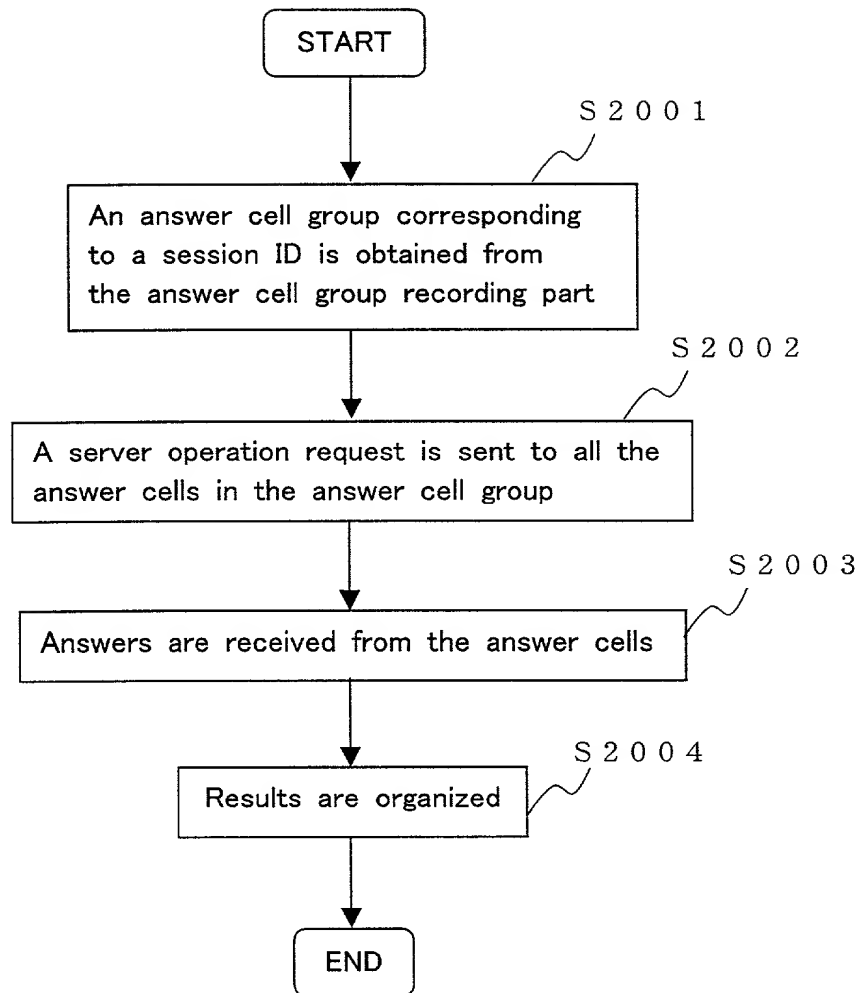 START
S2001
An answer cell group corresponding
to a session ID is obtained from
the answer cell group recording part
S2002
A server operation request is sent to all the
answer cells in the answer cell group
S2003
Answers are received from the answer cells
S2004
Results are organized
END